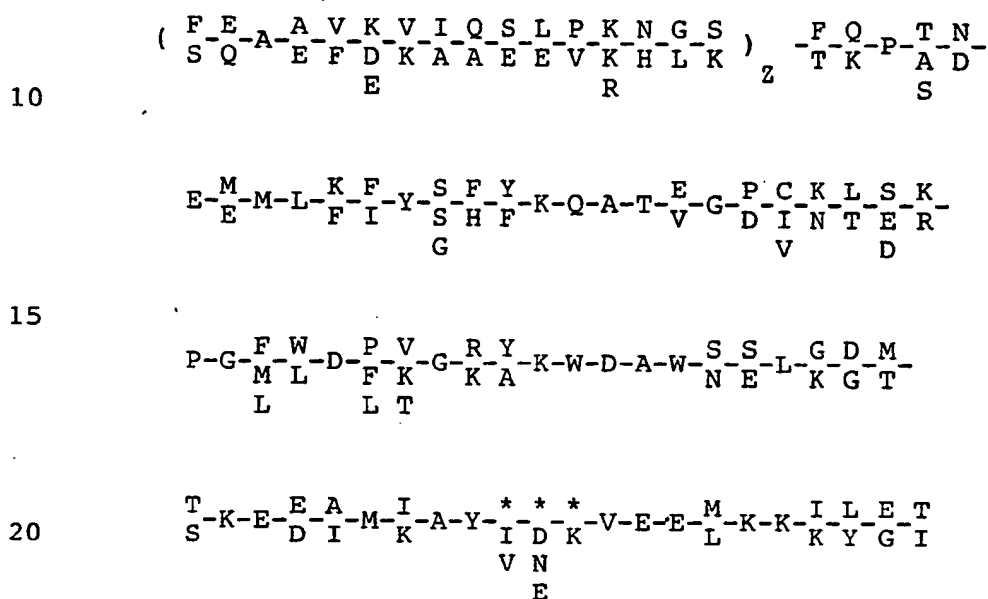 F E A V K V I Q S L P K N G S F Q T N
( - -A- - - - - - - - - - - - - ) - -P- - -
S Q E F D K A A E E V K H L K Z T K A D
E R S
10
M K F S F Y E P C K L S K
E- -M-L- - -Y- - - -K-Q-A-T- -G- - - - - - -
E F I S H F V D I N T E R
G V D
15
F W P V R Y S S G D M
P-G- - -D- - -G- - -K-W-D-A-W- - -L- - - -
M L F K K A N E K G T
L L T
T E A I * * * M I L E T
-K-E- - -M- -A-Y- - - -V-E-E- -K-K- - - -
20 S D I K I D K L K Y G I
V N
E